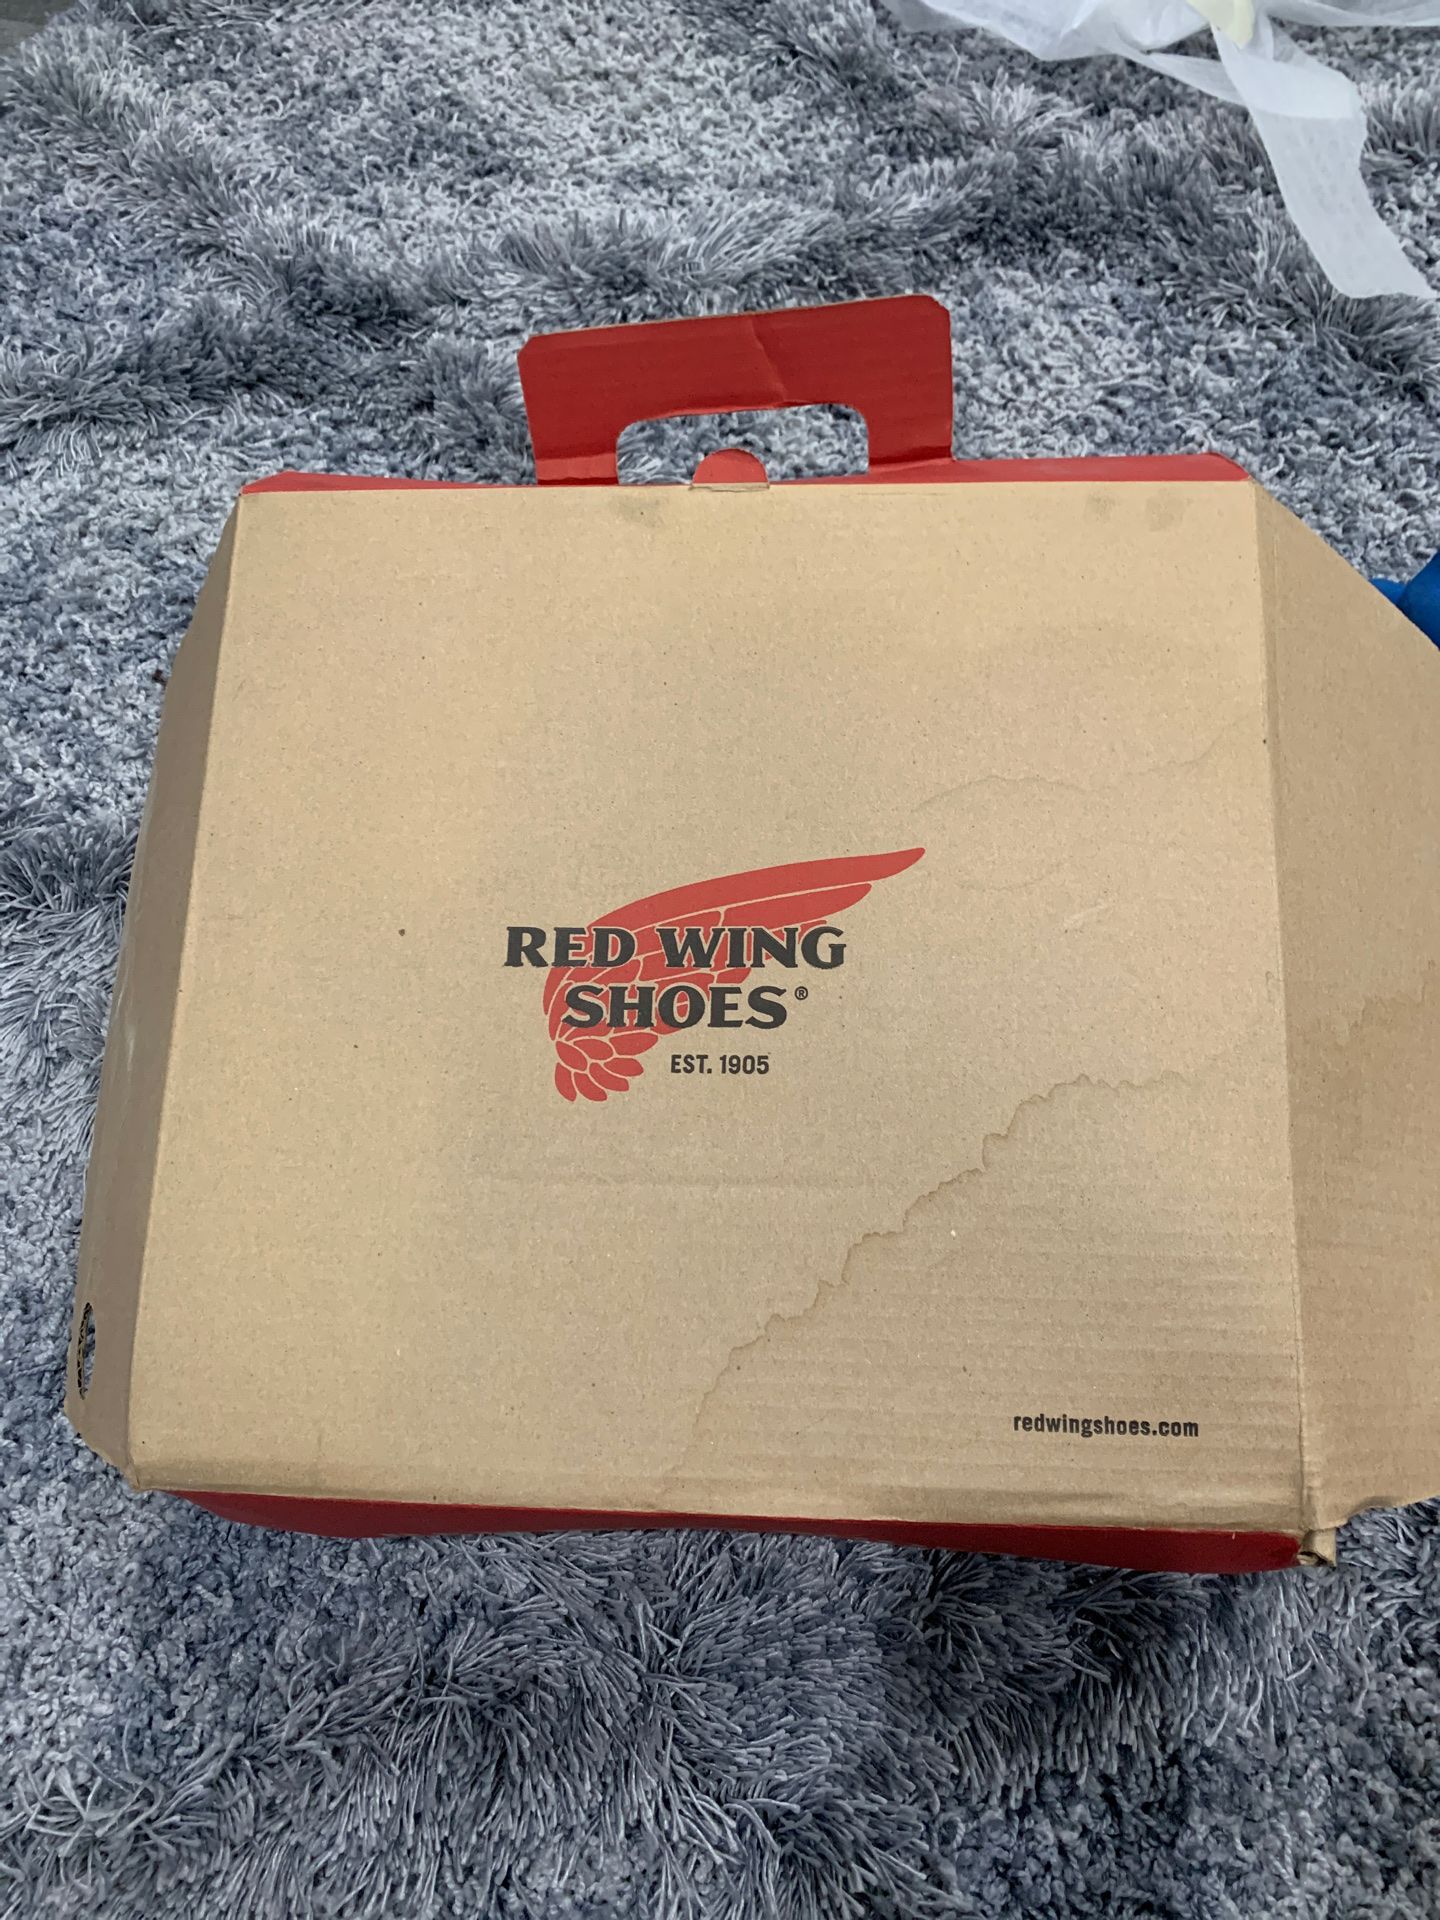 RED WING
SHOES®
EST. 1905
redwingshoes.com